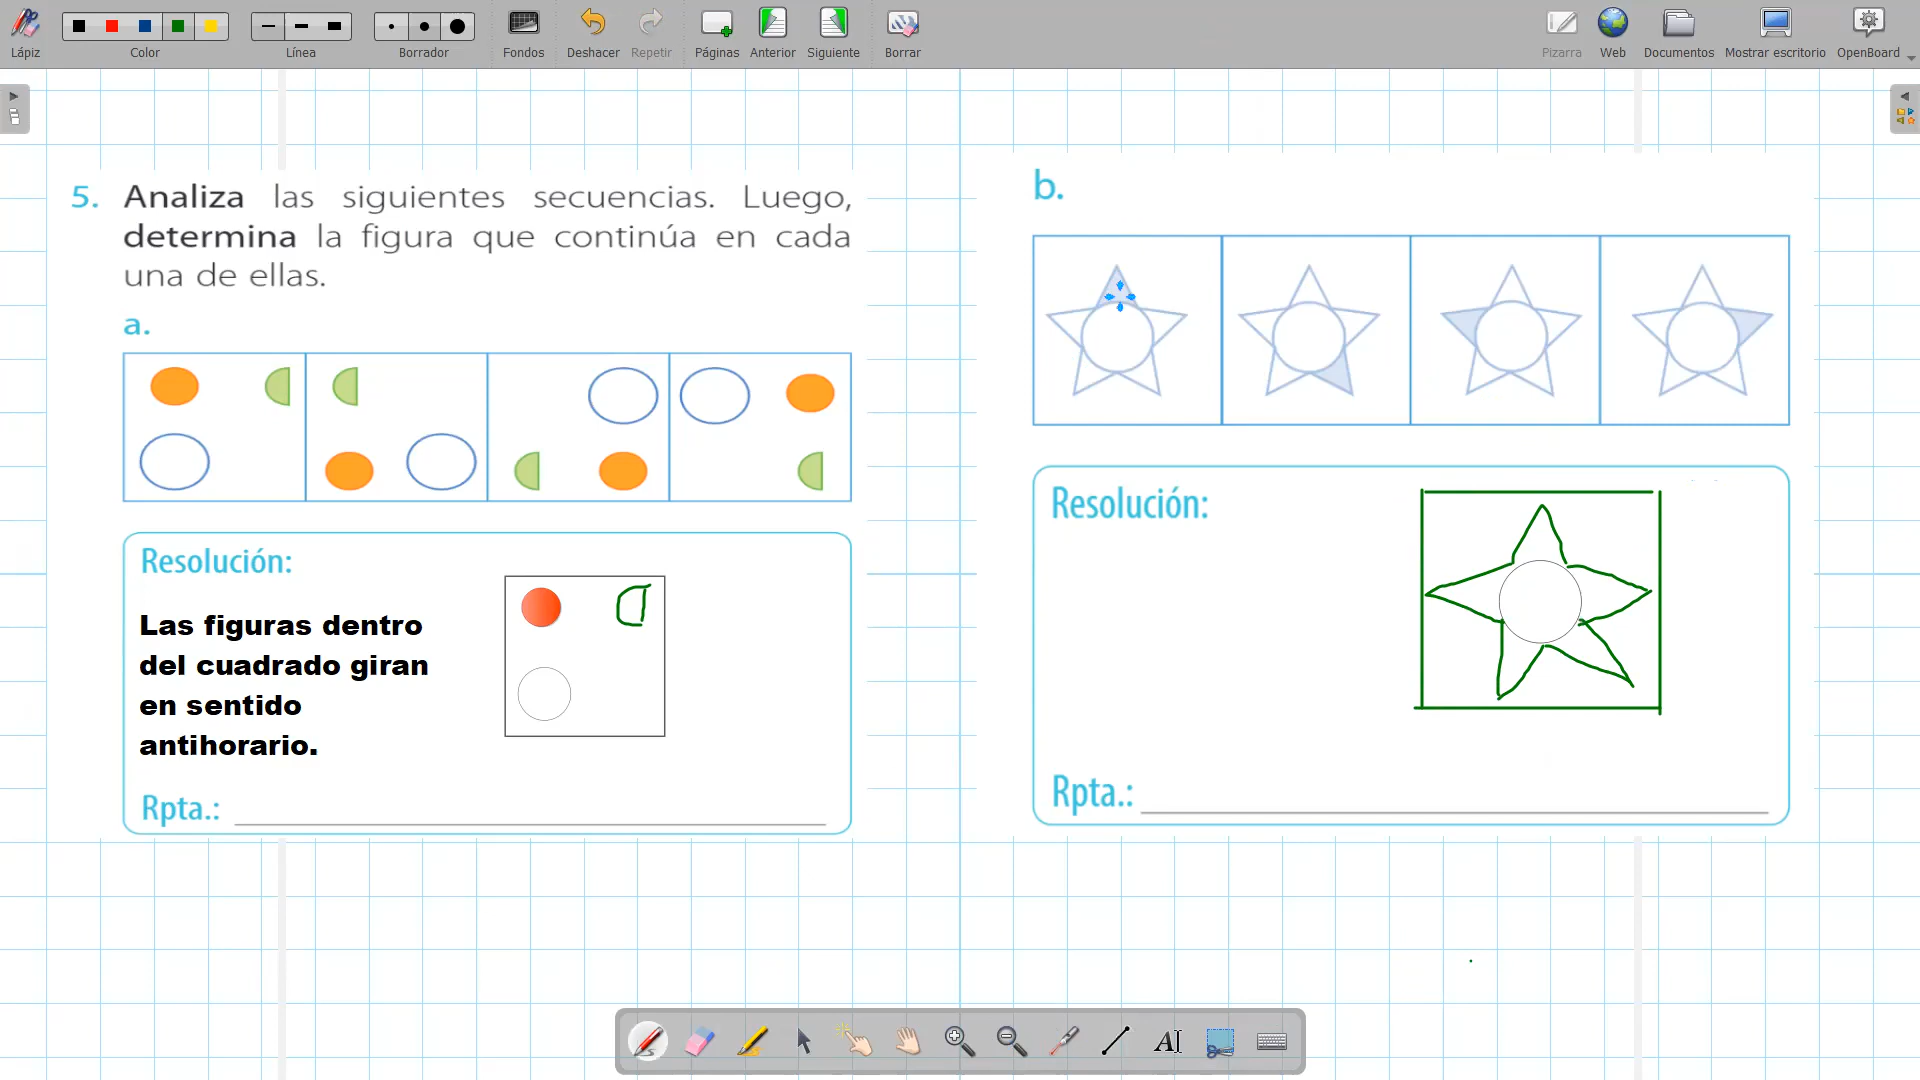 Lápiz
Color
Línea
Borrador
Fondos
Deshacer
Repetir
Páginas
Anterior
Siguiente
Borrar
Pizarra
Web
Documentos
Mostrar escritorio
OpenBoard
5. Analiza las siguientes secuencias. Luego,
determina la figura que continúa en cada
una de ellas.
a.
Resolución:
Las figuras dentro
del cuadrado giran
en sentido
antihorario.
Rpta.:
b.
Resolución:
Rpta.: